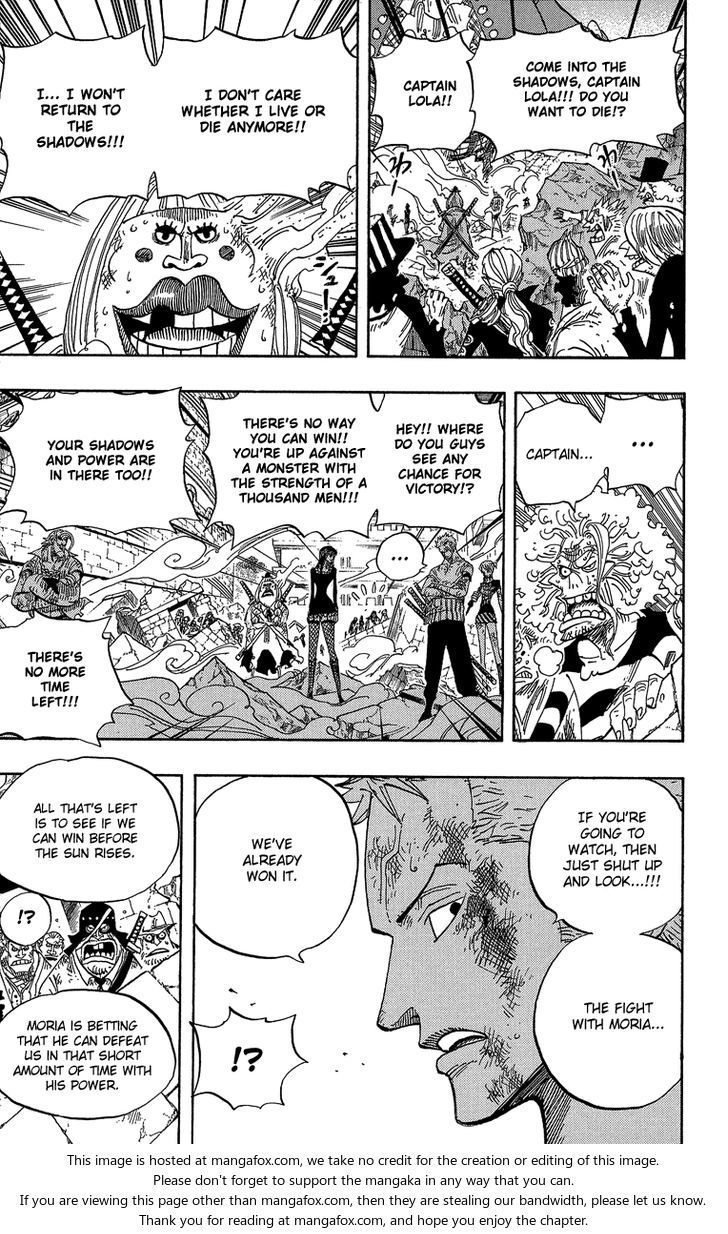 COME INTO THE
SHADOWS, CAPTAIN
LOLA!!! DO YOU
WANT TO DIE!?
CAPTAIN
LOLA!!
I DON'T CARE
WHETHER I LIVE OR
DIE ANYMORE!!
I... I WON'T
RETURN TO
THE
SHADOWS!!!
...
CAPTAIN...
HEY!! WHERE
DO YOU GUYS
SEE ANY
CHANCE FOR
VICTORY!?
THERE'S NO WAY
YOU CAN WIN!!
YOU'RE UP AGAINST
A MONSTER WITH
THE STRENGTH OF A
THOUSAND MEN!!!
...
YOUR SHADOWS
AND POWER ARE
IN THERE TOO!!
THERE'S
NO MORE
TIME
LEFT!!!
IF YOU'RE
GOING TO
WATCH, THEN
JUST SHUT UP
AND LOOK...!!!
THE FIGHT
WITH MORIA...
WE'VE
ALREADY
WON IT.
!?
ALL THAT'S LEFT
IS TO SEE IF WE
CAN WIN BEFORE
THE SUN RISES.
!?
MORIA IS BETTING
THAT HE CAN DEFEAT
US IN THAT SHORT
AMOUNT OF TIME WITH
HIS POWER.
This image is hosted at mangafox.com, we take no credit for the creation or editing of this image.
Please don't forget to support the mangaka in any way that you can.
If you are viewing this page other than mangafox.com, then they are stealing our bandwidth, please let us know.
Thank you for reading at mangafox.com, and hope you enjoy the chapter.